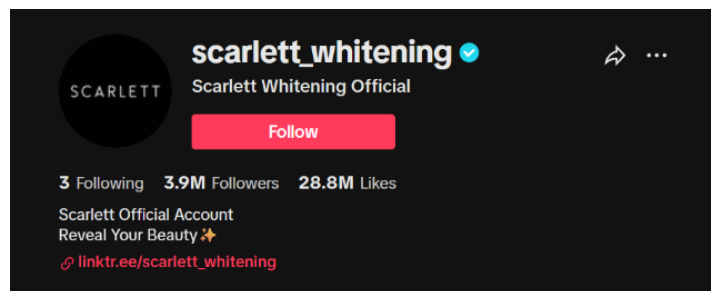 SCARLETT
scarlett_whitening
Scarlett Whitening Official
Follow
3 Following 3.9M Followers 28.8M Likes
Scarlett Official Account
Reveal Your Beauty✨
linktr.ee/scarlett_whitening